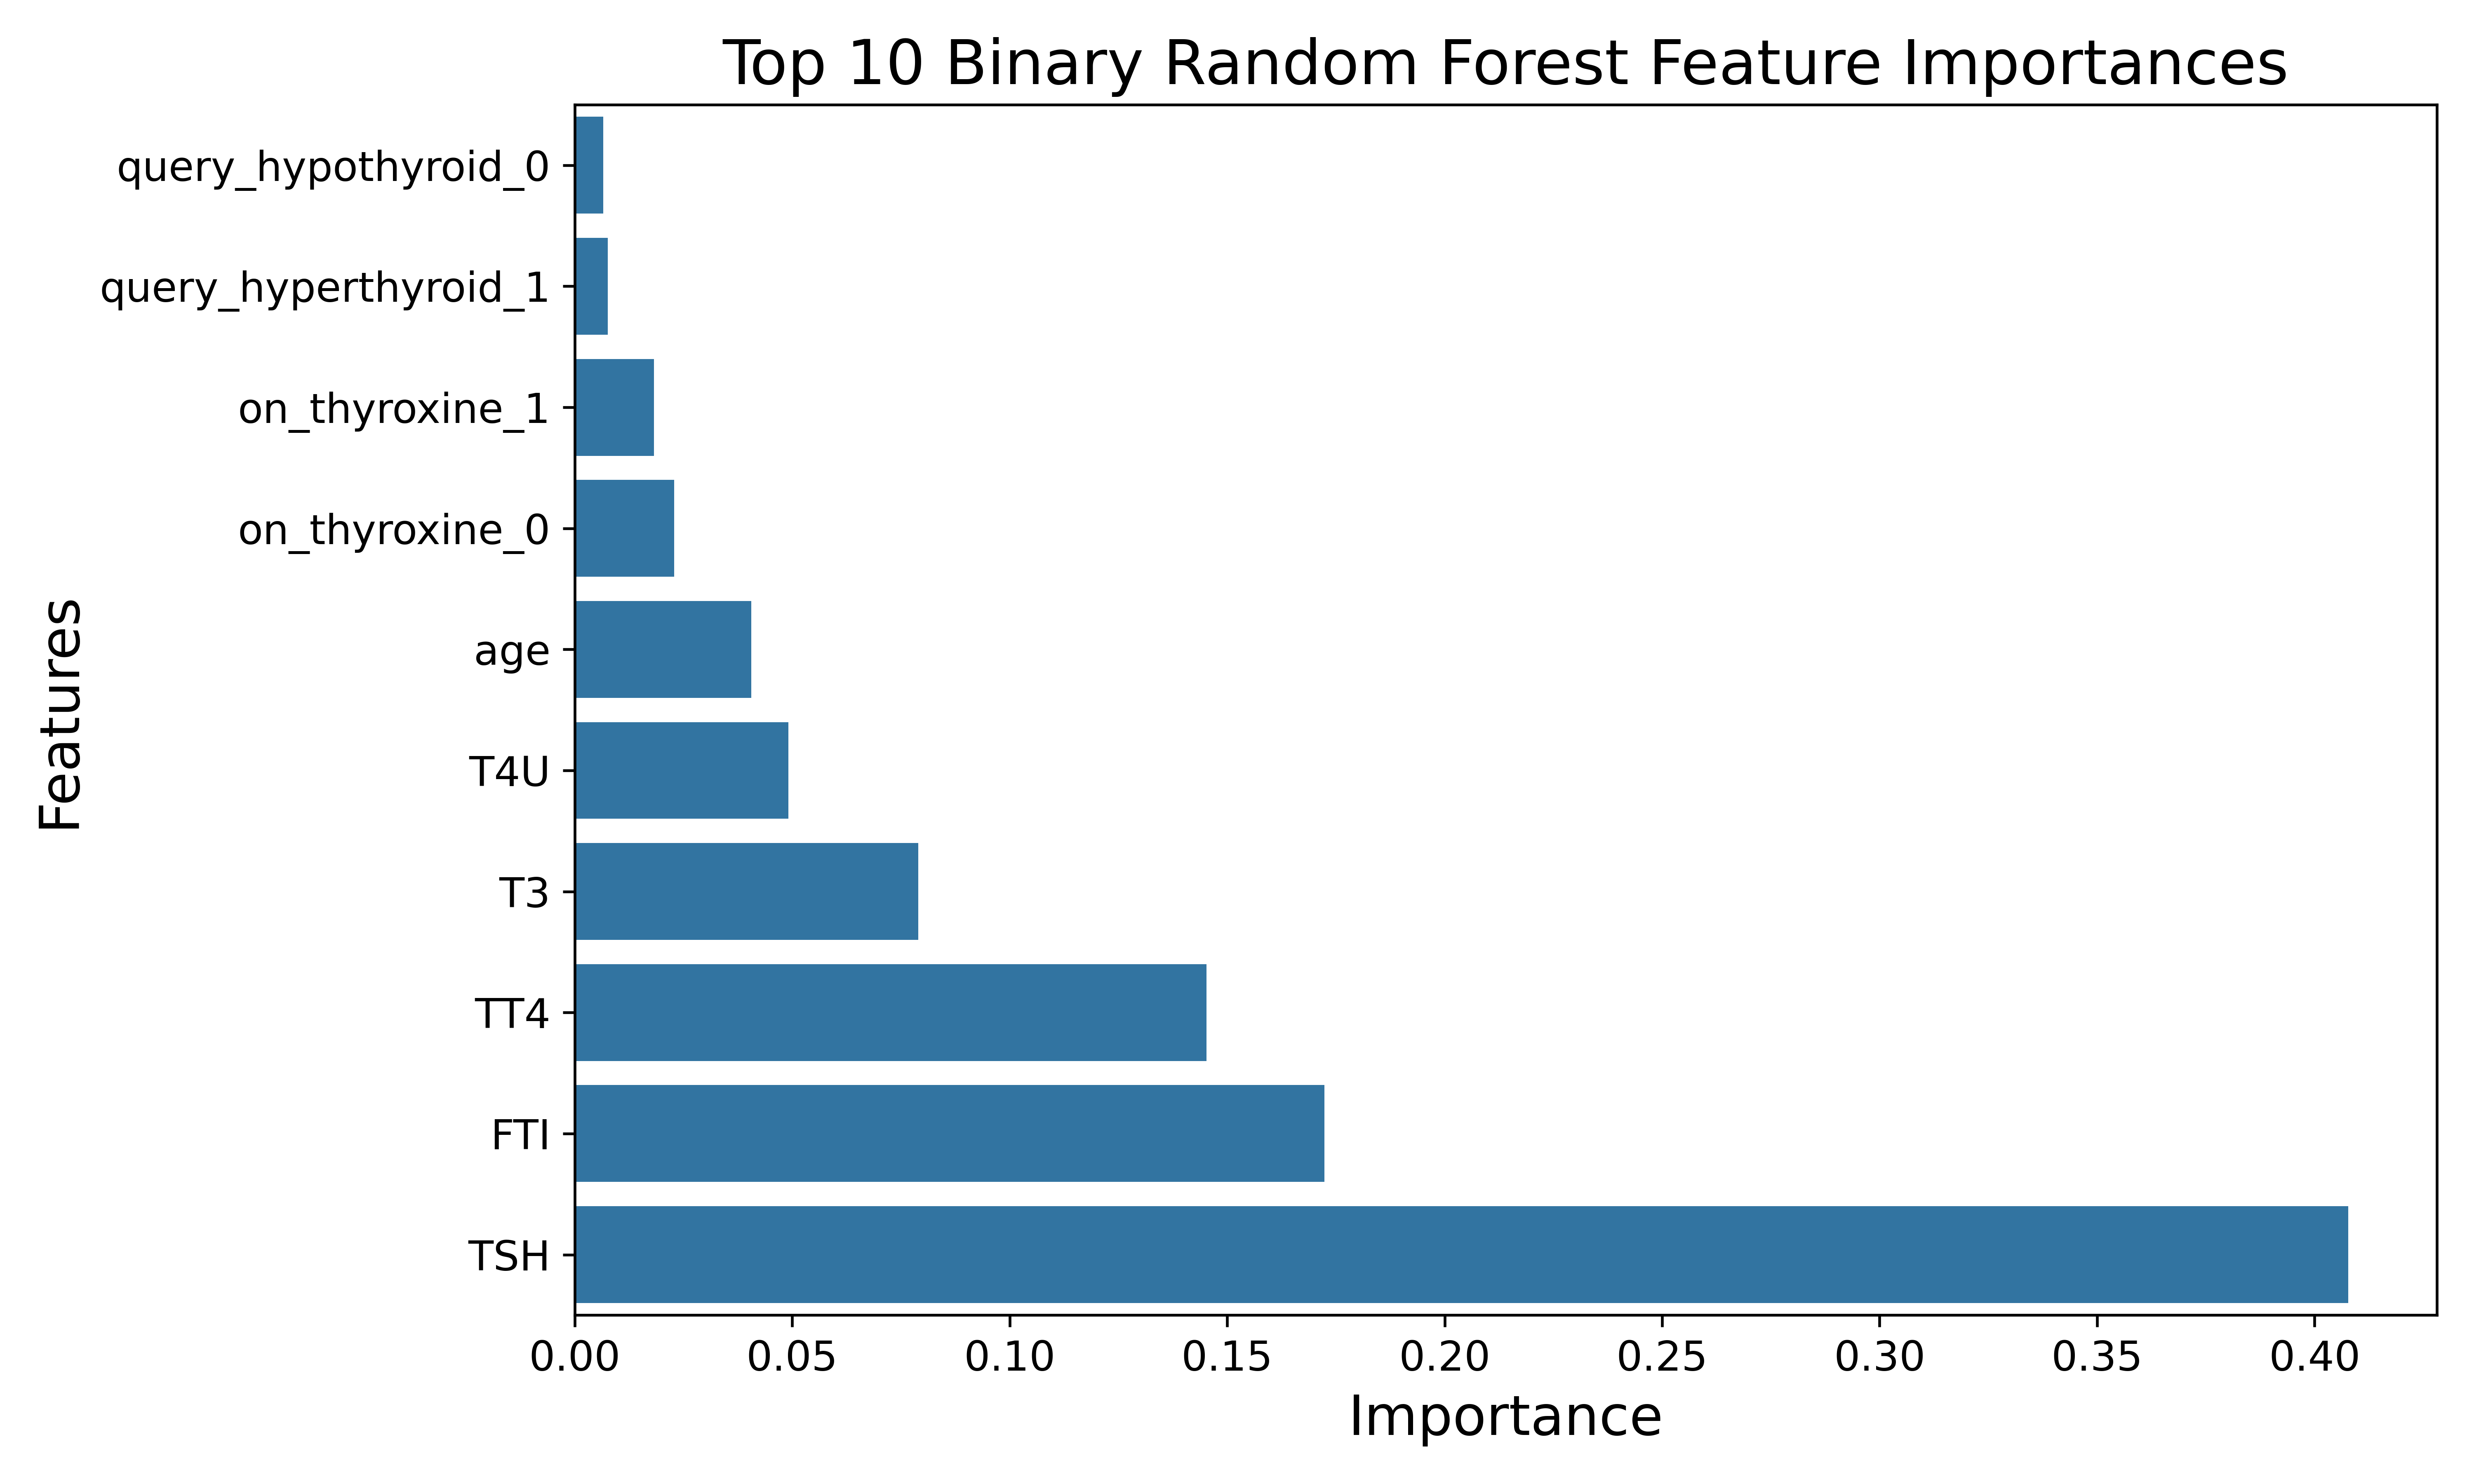 Top 10 Binary Random Forest Feature Importances
query_hypothyroid_0
query_hyperthyroid_1
on_thyroxine_1
on_thyroxine_0
age
T4U
T3
TT4
FTI
TSH
Features
0.00 0.05 0.10 0.15 0.20 0.25 0.30 0.35 0.40
Importance